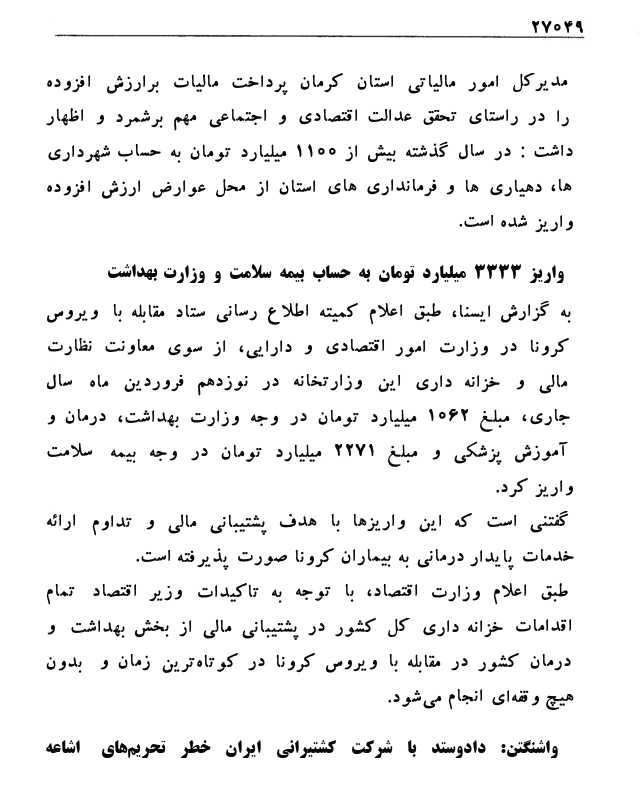 ۲۷۰۴۹
مدیرکل امور مالیاتی استان کرمان پرداخت مالیات برارزش افزوده
را در راستای تحقق عدالت اقتصادی و اجتماعی مهم برشمرد و اظهار
داشت : در سال گذشته بیش از ۱۱۰۰ میلیارد تومان به حساب شهرداری
ها، دهیاری ها و فرمانداری های استان از محل عوارض ارزش افزوده
واریز شده است.
واریز ۳۳۳۳ میلیارد تومان به حساب بیمه سلامت و وزارت بهداشت
به گزارش ایسنا، طبق اعلام کمیته اطلاع رسانی ستاد مقابله با ویروس
کرونا در وزارت امور اقتصادی و دارایی، از سوی معاونت نظارت
مالی و خزانه داری این وزارتخانه در نوزدهم فروردین ماه سال
جاری، مبلغ ۱۰۶۲ میلیارد تومان در وجه وزارت بهداشت، درمان و
آموزش پزشکی و مبلغ ۲۲۷۱ میلیارد تومان در وجه بیمه سلامت
واریز کرد.
گفتنی است که این واریزها با هدف پشتیبانی مالی و تداوم ارائه
خدمات پایدار درمانی به بیماران کرونا صورت پذیرفته است.
طبق اعلام وزارت اقتصاد، با توجه به تاکیدات وزیر اقتصاد تمام
اقدامات خزانه داری کل کشور در پشتیبانی مالی از بخش بهداشت و
درمان کشور در مقابله با ویروس کرونا در کوتاه‌ترین زمان و بدون
هیچ وقفه‌ای انجام می‌شود.
واشنگتن: دادوستد با شرکت کشتیرانی ایران خطر تحریم‌های اشاعه